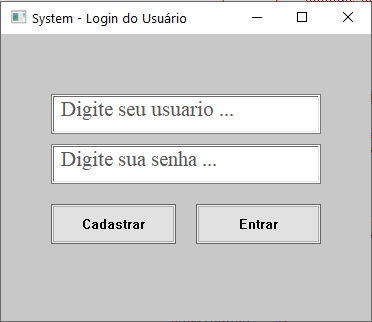 System - Login do Usuário
Digite seu usuario ...
Digite sua senha ...
Cadastrar
Entrar